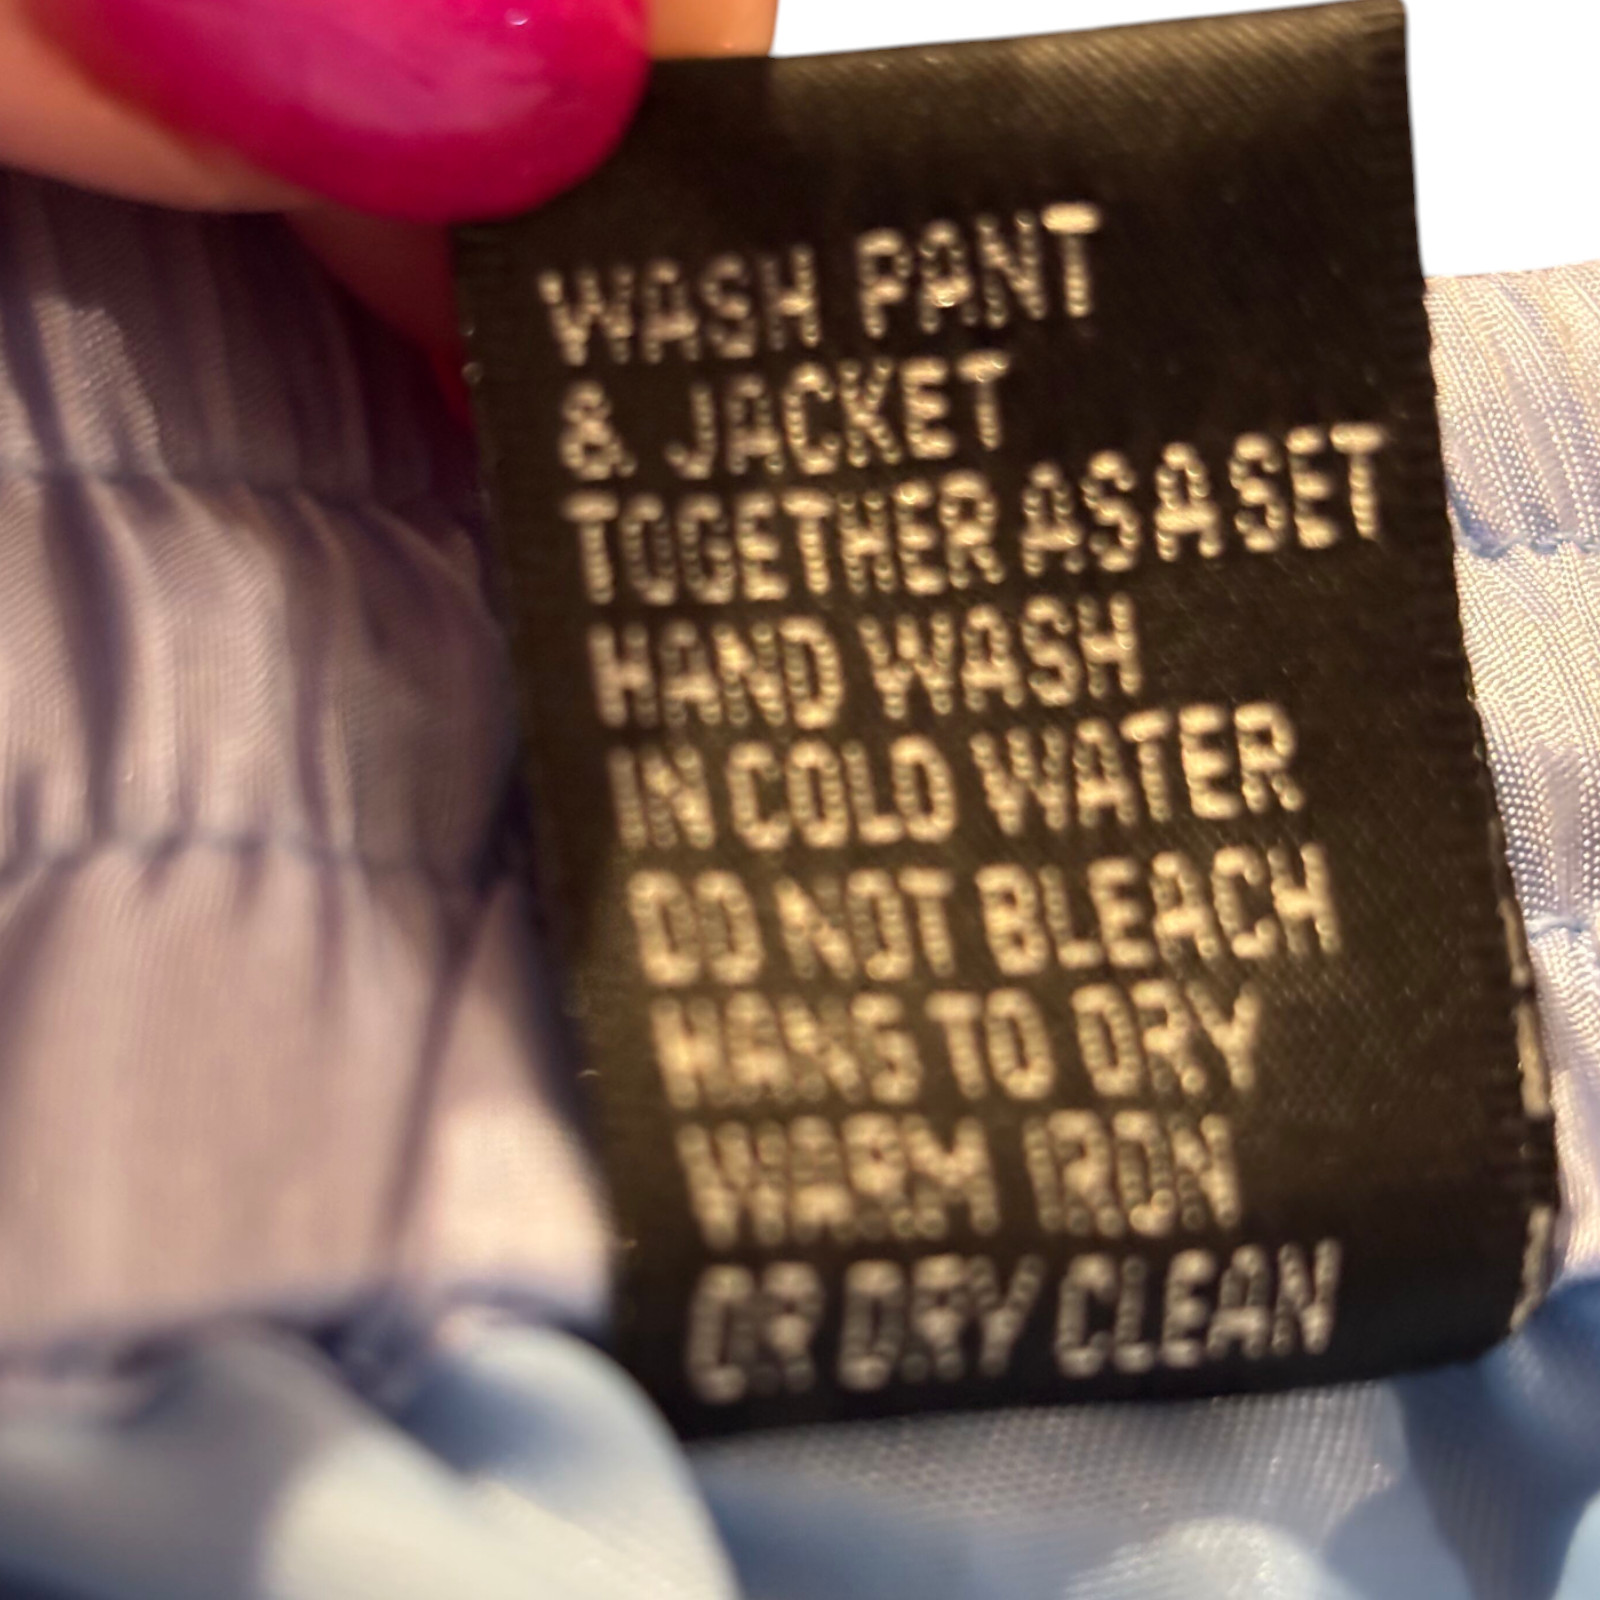 WASH PANT
& JACKET
TOGETHER AS A SET
HAND WASH
IN COLD WATER
DO NOT BLEACH
HANG TO DRY
WARM IRON
OR DRY CLEAN